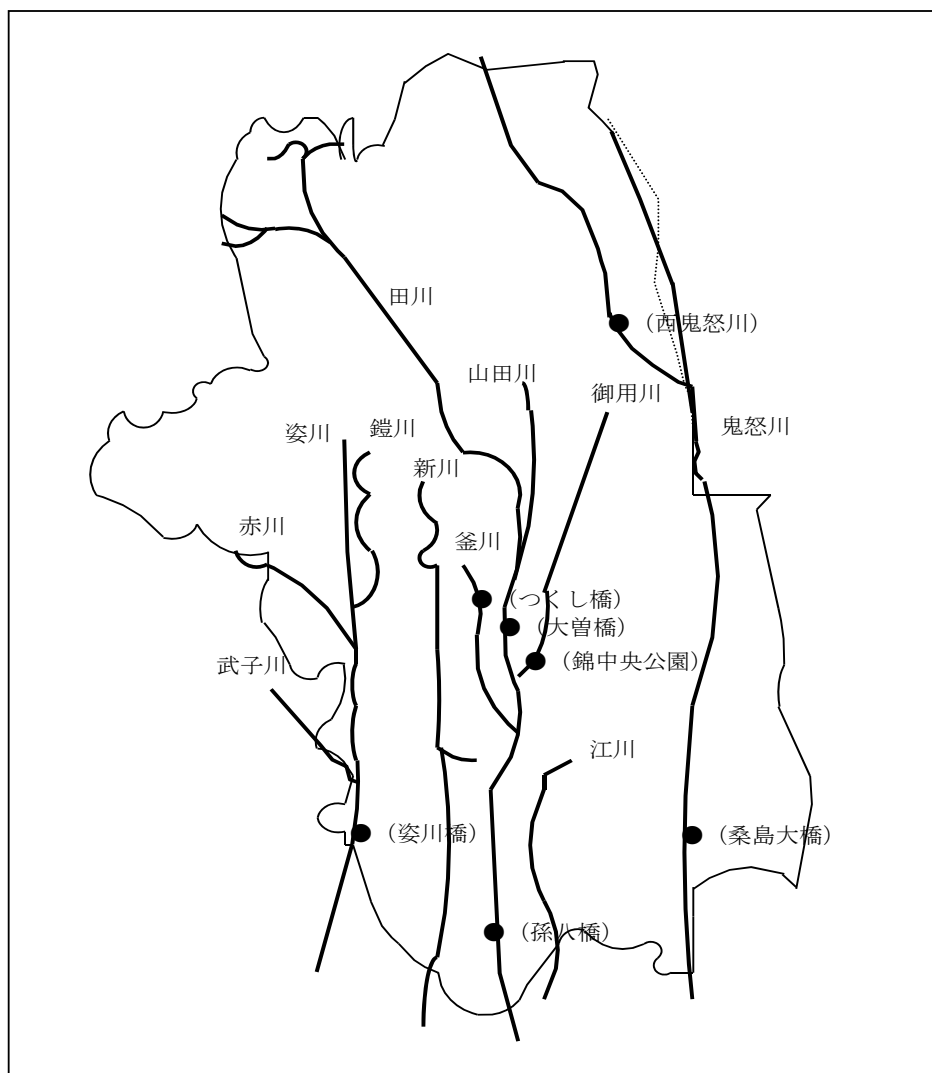 田川
（西鬼怒川）
山田川
御用川
鬼怒川
姿川
鎧川
新川
赤川
釜川
（つくし橋）
（大曽橋）
（錦中央公園）
武子川
江川
（姿川橋）
（桑島大橋）
（孫八橋）